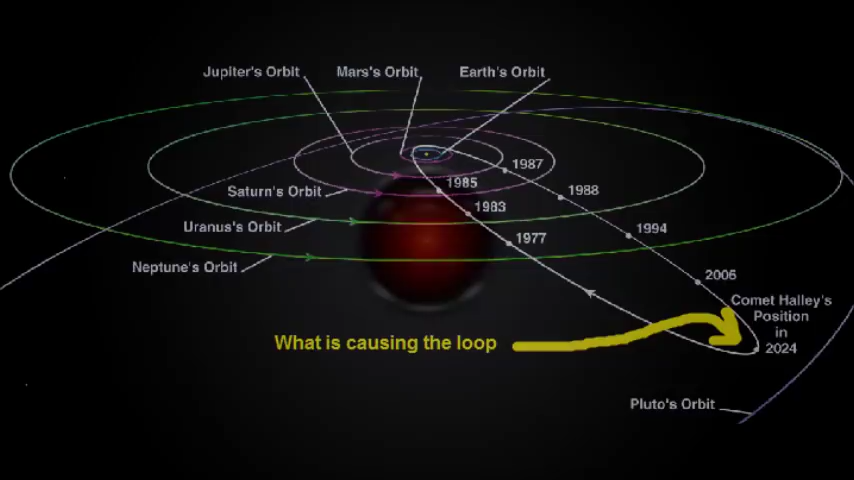 Jupiter's Orbit
Mars's Orbit
Earth's Orbit
1987
1985
Saturn's Orbit
1988
1983
Uranus's Orbit
1994
1977
Neptune's Orbit
2005
Comet Halley's
Position
in
2024
What is causing the loop
Pluto's Orbit